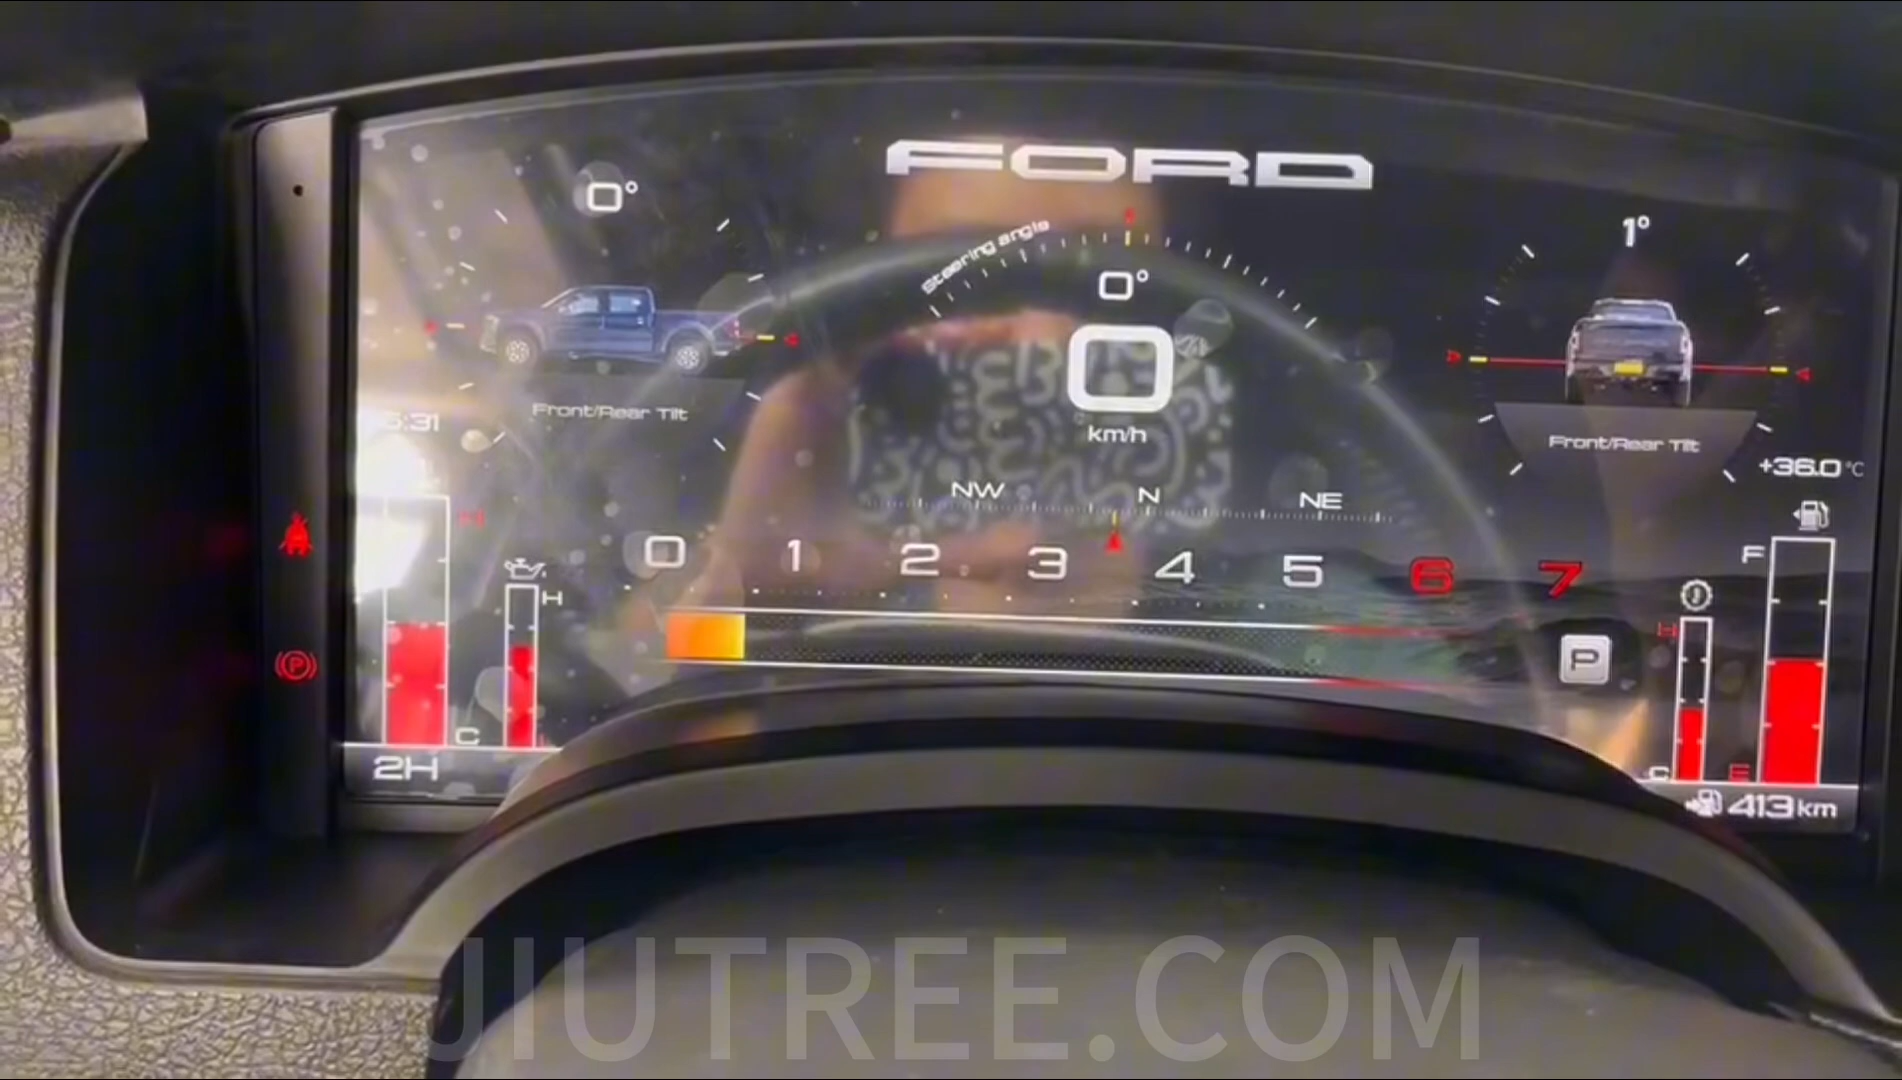 FORD
0°
Steering angle
0°
1°
0
km/h
Front/Rear Tilt
Front/Rear Tilt
:31
+36.0 °C
NW N NE
H
0 1 2 3 4 5 6 7
F
H
H
P
C
C
E
2H
413 km
JIUTREE.COM